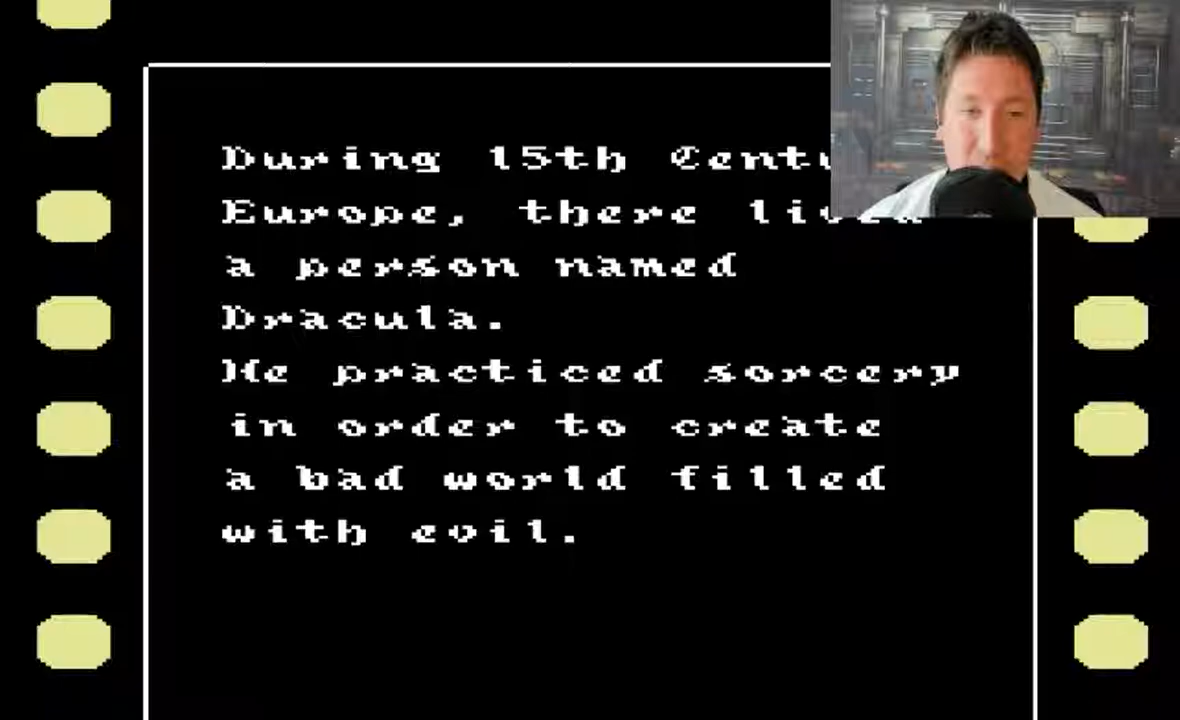 During 15th
Europe, there lived
a person named
Dracula.
He practiced sorcery
in order to create
a bad world filled
with evil.